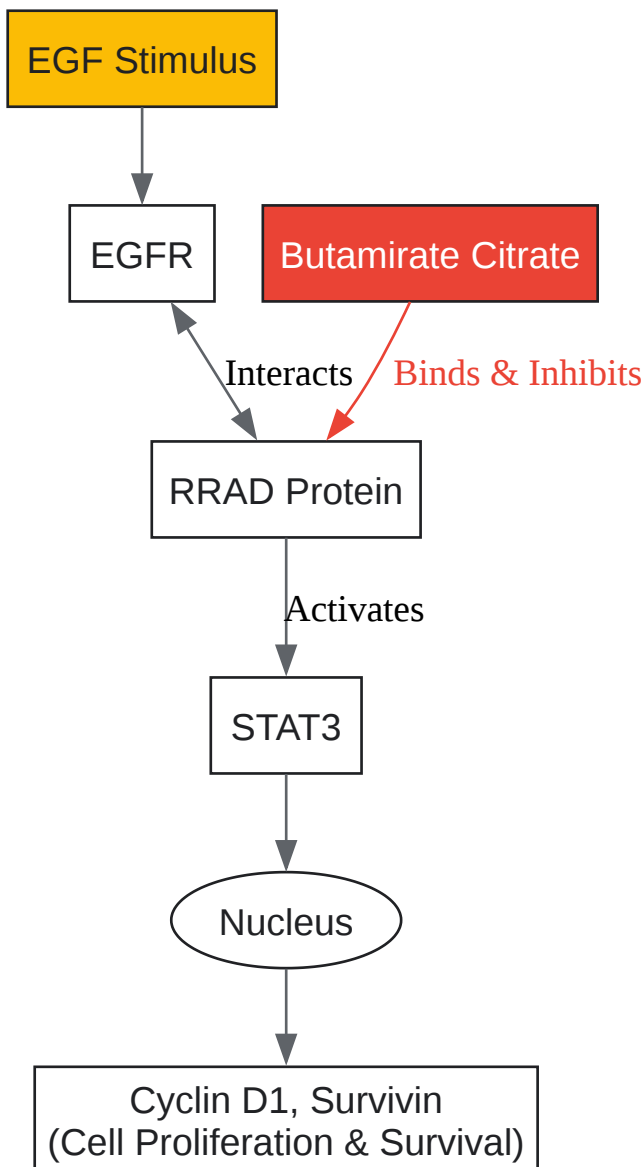 EGF Stimulus
EGFR
Butamirate Citrate
Interacts
Binds & Inhibits
RRAD Protein
Activates
STAT3
Nucleus
Cyclin D1, Survivin
(Cell Proliferation & Survival)